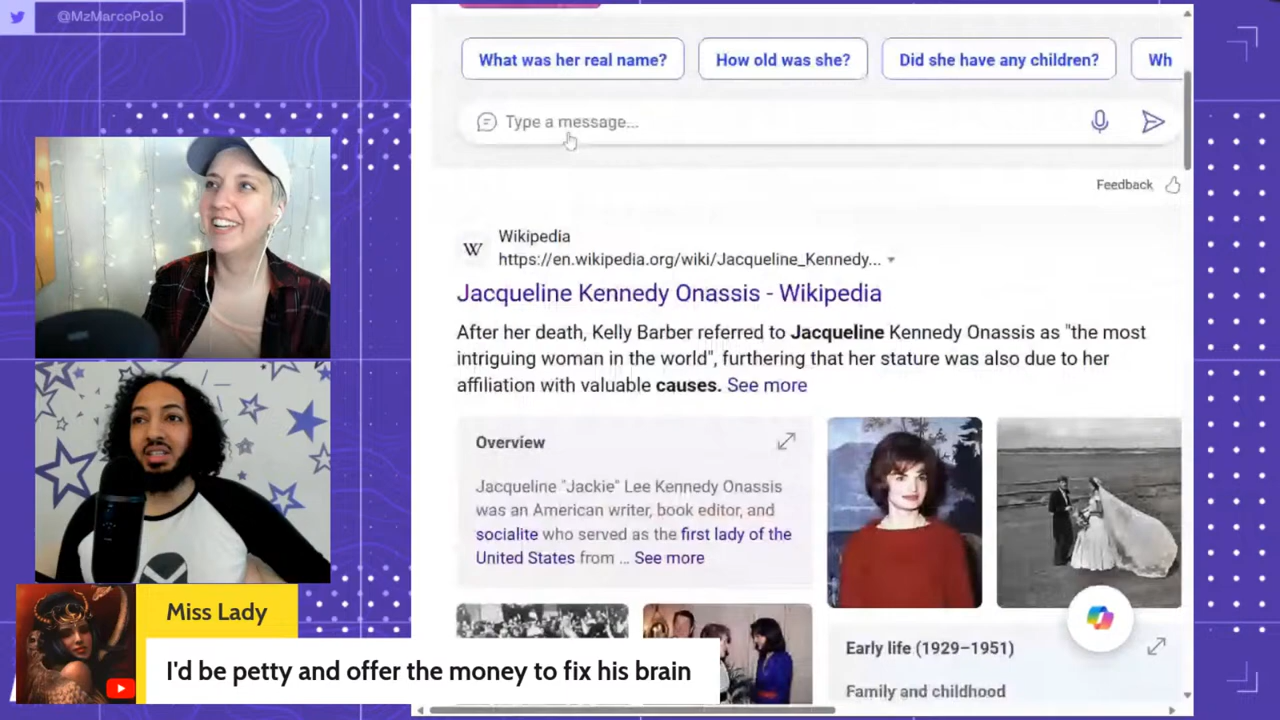 @MzMarcoPolo
What was her real name?
How old was she?
Did she have any children?
Wh
Type a message...
Feedback
W
Wikipedia
https://en.wikipedia.org/wiki/Jacqueline_Kennedy...
Jacqueline Kennedy Onassis - Wikipedia
After her death, Kelly Barber referred to Jacqueline Kennedy Onassis as "the most
intriguing woman in the world", furthering that her stature was also due to her
affiliation with valuable causes. See more
Overview
Jacqueline "Jackie" Lee Kennedy Onassis
was an American writer, book editor, and
socialite who served as the first lady of the
United States from ... See more
Early life (1929–1951)
Family and childhood
Miss Lady
I'd be petty and offer the money to fix his brain